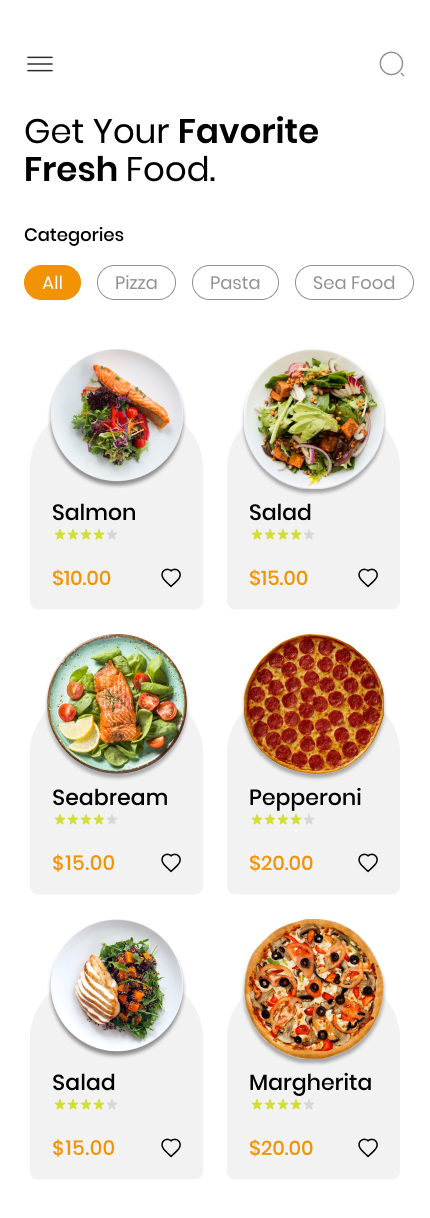 Get Your Favorite
Fresh Food.
Categories
All Pizza Pasta Sea Food
Salmon Salad
$10.00 $15.00
Seabream Pepperoni
$15.00 $20.00
Salad Margherita
$15.00 $20.00